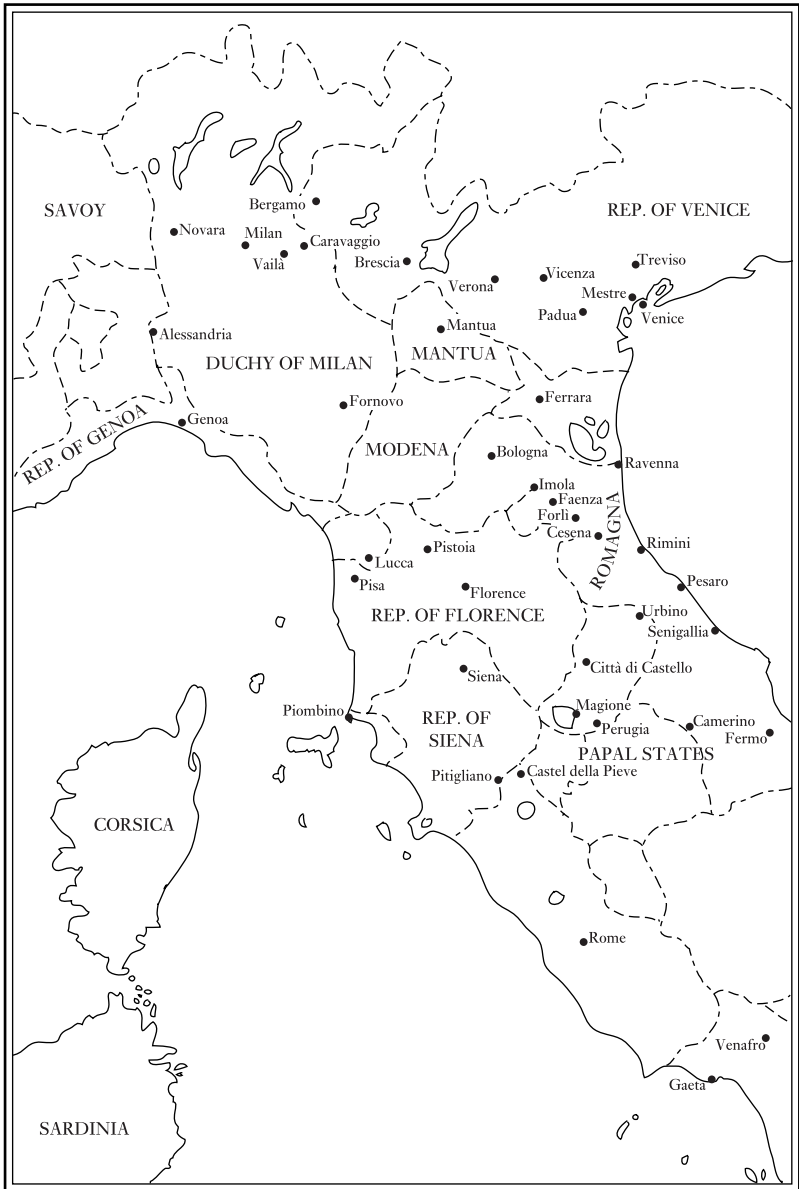 SAVOY
Bergamo
REP. OF VENICE
Novara
Milan
Caravaggio
Vailà
Brescia
Treviso
Vicenza
Verona
Mestre
Padua
Venice
Alessandria
Mantua
MANTUA
DUCHY OF MILAN
Ferrara
Fornovo
Genoa
REP. OF GENOA
MODENA
Bologna
Ravenna
Imola
Faenza
Forlì
Cesena
ROMAGNA
Rimini
Pistoia
Lucca
Pisa
Florence
Pesaro
REP. OF FLORENCE
Urbino
Senigallia
Siena
Città di Castello
Piombino
Magione
REP. OF
SIENA
Perugia
Camerino
Fermo
PAPAL STATES
Pitigliano
Castel della Pieve
CORSICA
Rome
Venafro
Gaeta
SARDINIA